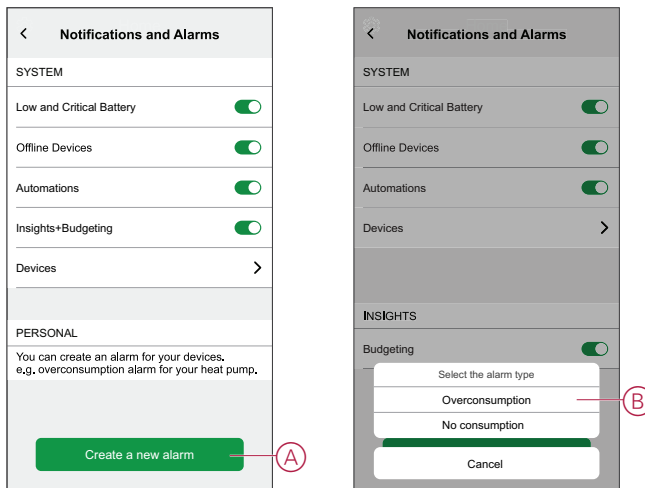 Notifications and Alarms
SYSTEM
Low and Critical Battery
Offline Devices
Automations
Insights+Budgeting
Devices
PERSONAL
You can create an alarm for your devices.
e.g. overconsumption alarm for your heat pump.
Create a new alarm
A
Notifications and Alarms
SYSTEM
Low and Critical Battery
Offline Devices
Automations
Devices
INSIGHTS
Budgeting
Select the alarm type
Overconsumption
B
No consumption
Cancel